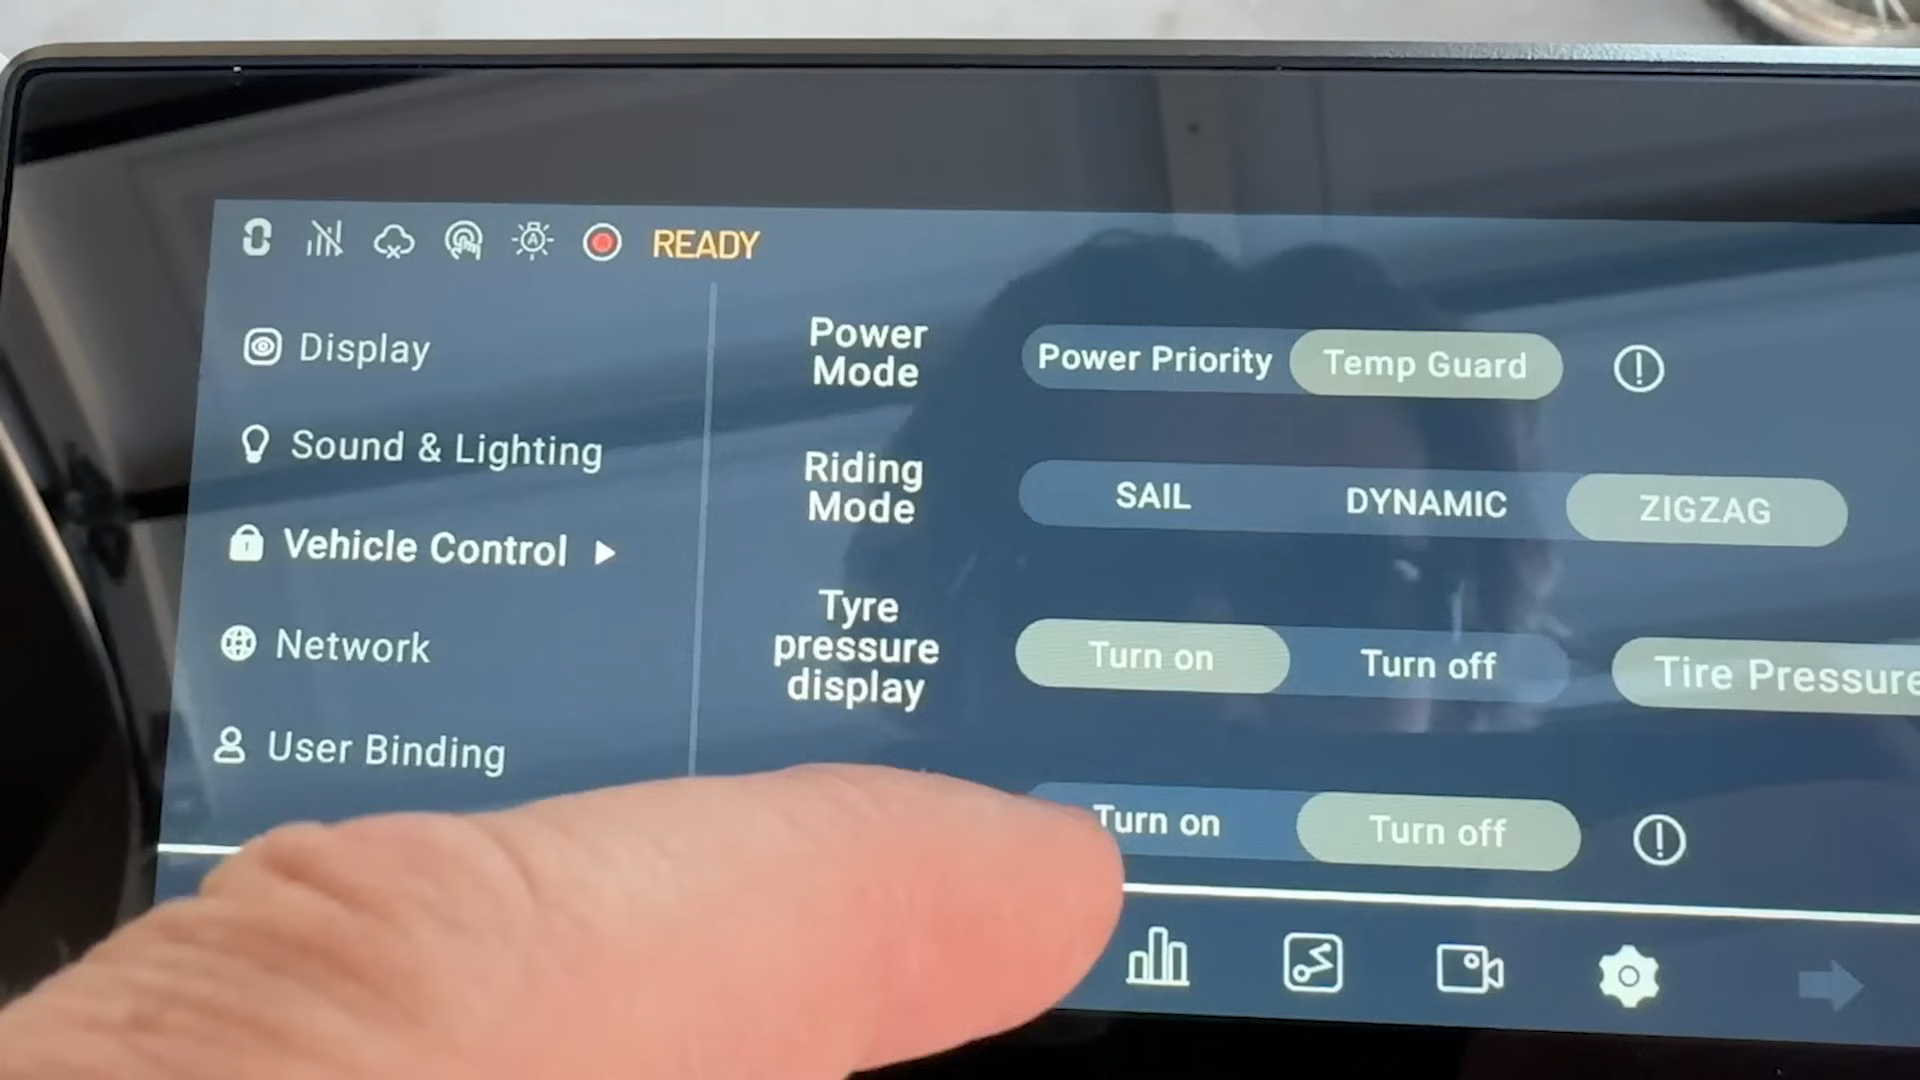 READY
Display
Sound & Lighting
Vehicle Control
Network
User Binding
Power
Mode
Power Priority
Temp Guard
Riding
Mode
SAIL
DYNAMIC
ZIGZAG
Tyre
pressure
display
Turn on
Turn off
Tire Pressure
Turn on
Turn off